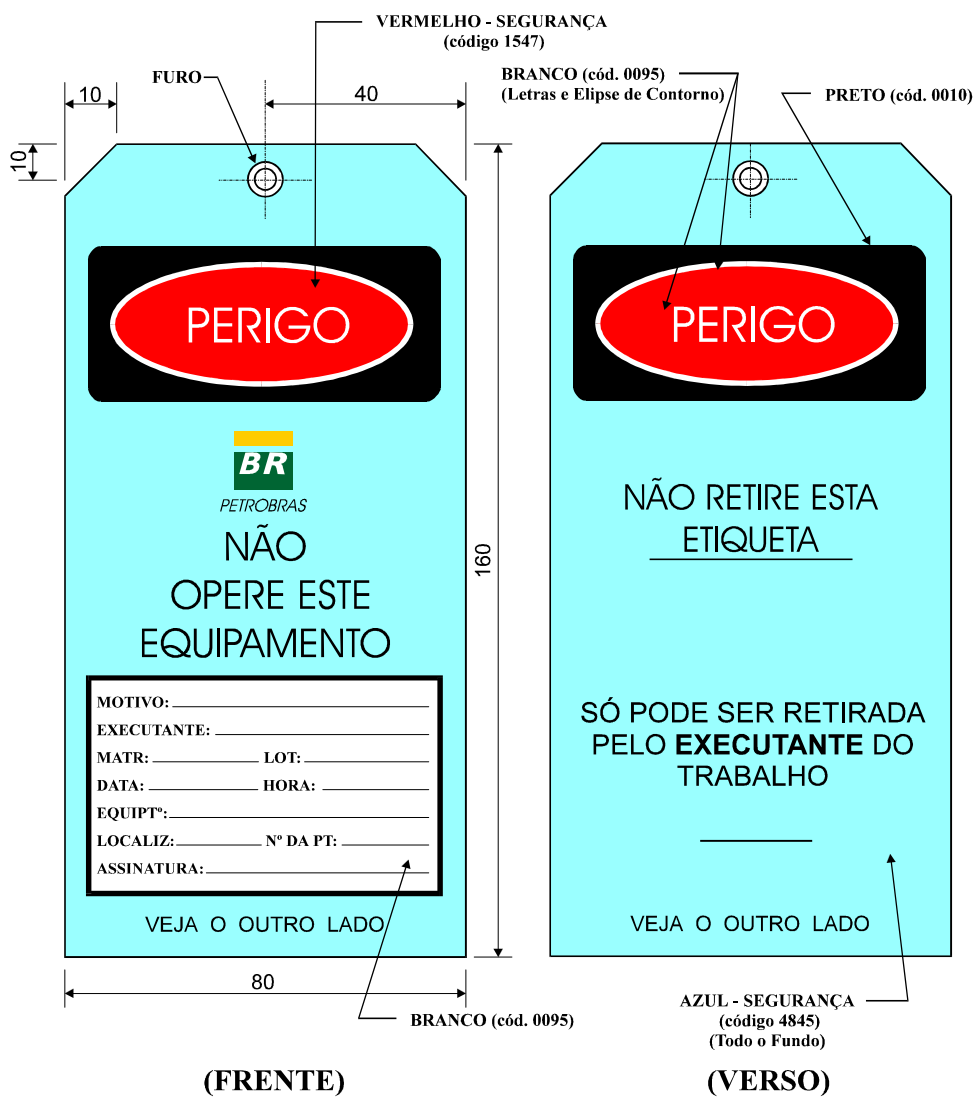 VERMELHO - SEGURANÇA
(código 1547)
FURO
BRANCO (cód. 0095)
(Letras e Elipse de Contorno)
PRETO (cód. 0010)
10
40
10
PERIGO
BR
PETROBRAS
NÃO
OPERE ESTE
EQUIPAMENTO
MOTIVO:
EXECUTANTE:
MATR: LOT:
DATA: HORA:
EQUIPTº:
LOCALIZ: Nº DA PT:
ASSINATURA:
VEJA O OUTRO LADO
160
80
BRANCO (cód. 0095)
(FRENTE)
PERIGO
NÃO RETIRE ESTA
ETIQUETA
SÓ PODE SER RETIRADA
PELO EXECUTANTE DO
TRABALHO
VEJA O OUTRO LADO
AZUL - SEGURANÇA
(código 4845)
(Todo o Fundo)
(VERSO)